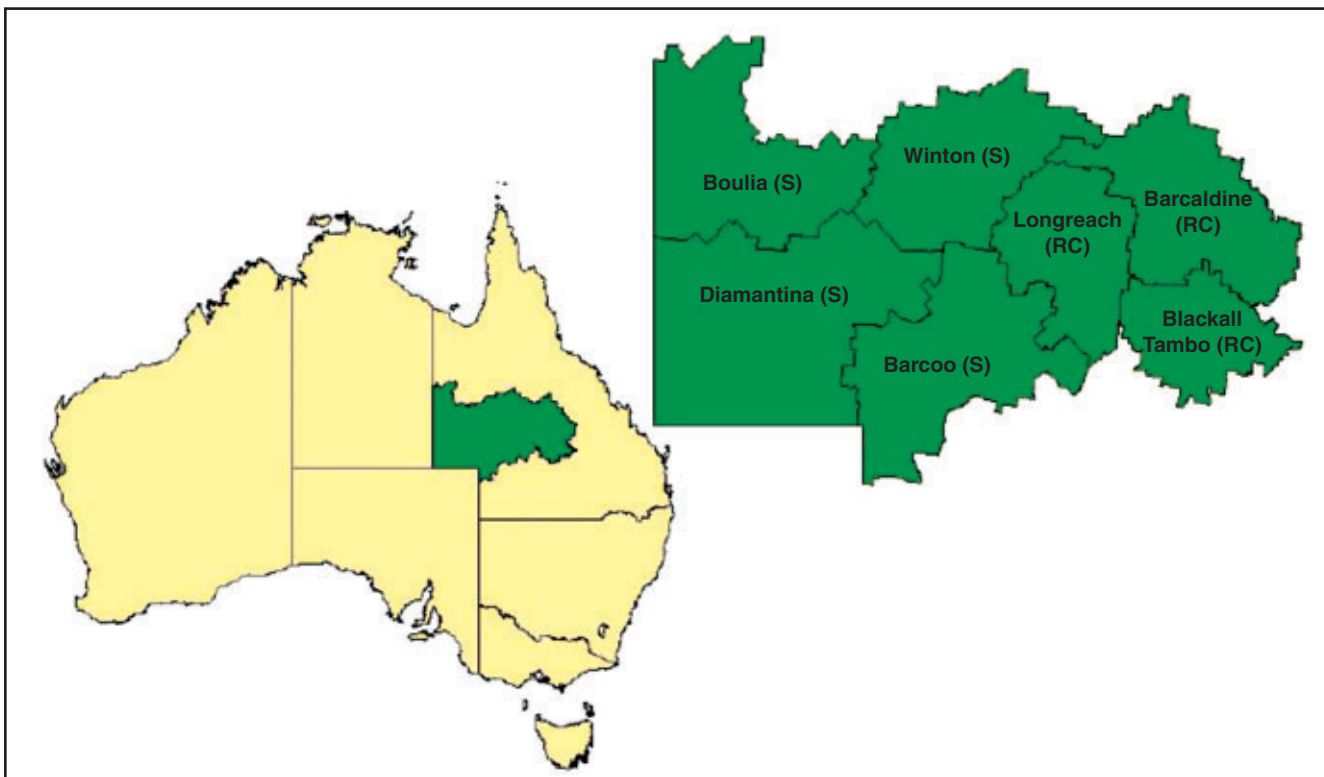 Winton (S)
Boulia (S)
Barcaldine
(RC)
Longreach
(RC)
Diamantina (S)
Blackall
Tambo (RC)
Barcoo (S)